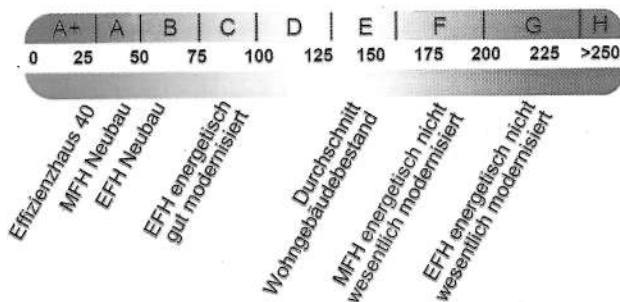 A+ A B C D E F G H
0 25 50 75 100 125 150 175 200 225 >250
Effizienzhaus 40
MFH Neubau
EFH Neubau
EFH energetisch
gut modernisiert
Durchschnitt
Wohngebäudebestand
MFH energetisch nicht
wesentlich modernisiert
EFH energetisch nicht
wesentlich modernisiert